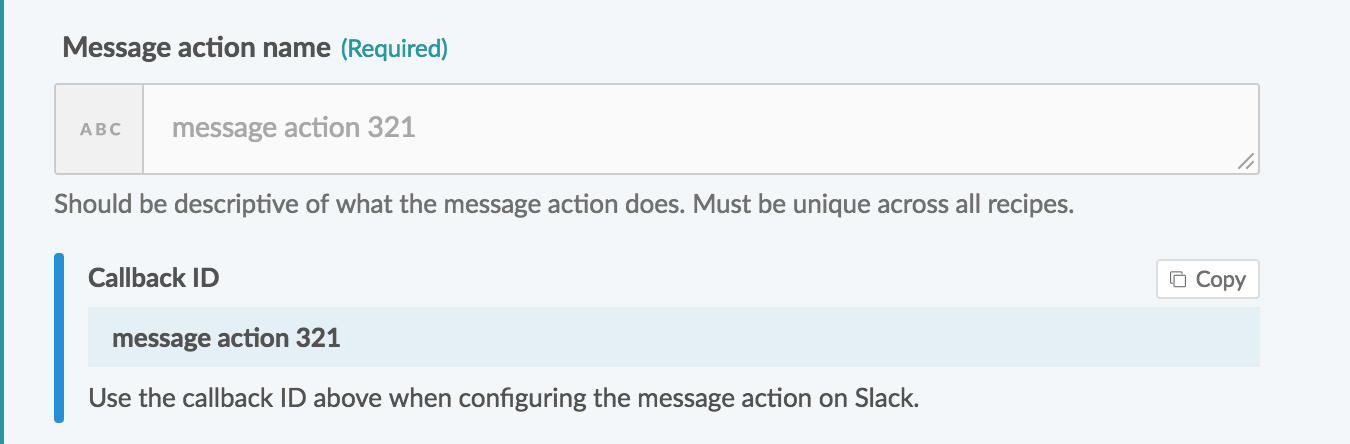 Message action name (Required)
ABC message action 321
Should be descriptive of what the message action does. Must be unique across all recipes.
Callback ID Copy
message action 321
Use the callback ID above when configuring the message action on Slack.